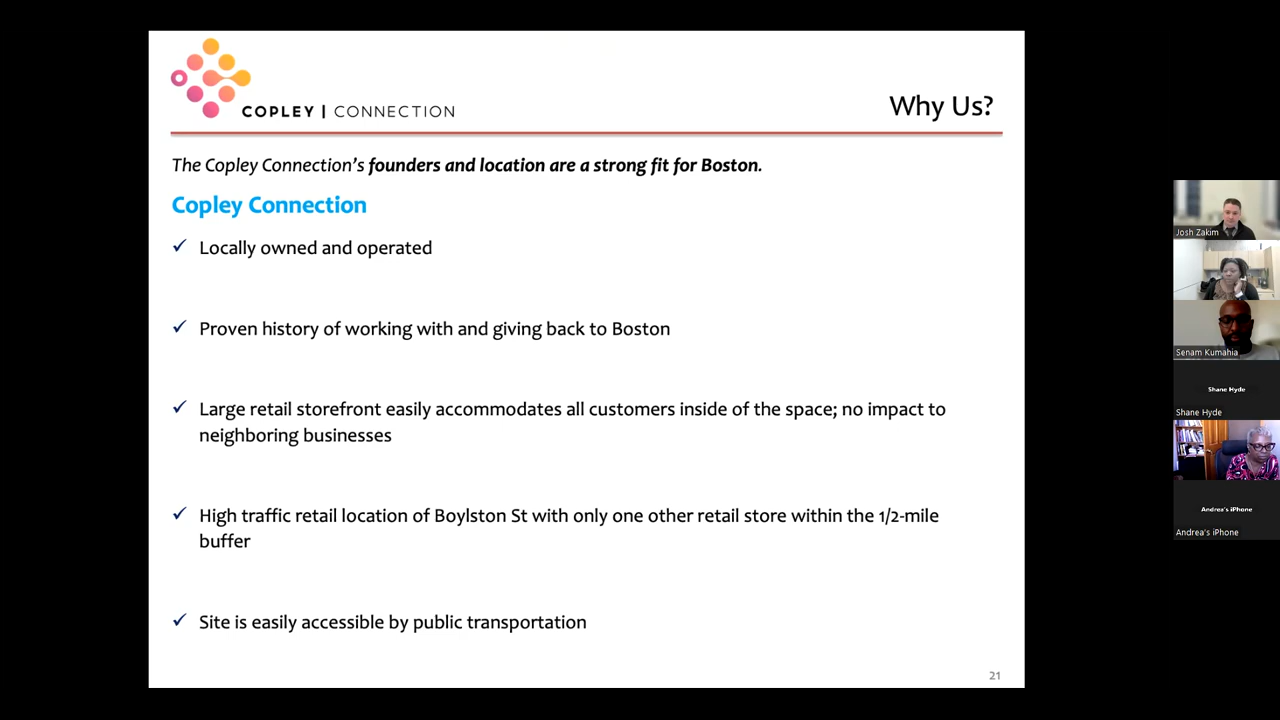 COPLEY | CONNECTION
Why Us?
The Copley Connection's founders and location are a strong fit for Boston.
Copley Connection
✓ Locally owned and operated
✓ Proven history of working with and giving back to Boston
✓ Large retail storefront easily accommodates all customers inside of the space; no impact to
neighboring businesses
✓ High traffic retail location of Boylston St with only one other retail store within the 1/2-mile
buffer
✓ Site is easily accessible by public transportation
21
Josh Zakim
Senam Kumahia
Shane Hyde
Shane Hyde
Andrea's iPhone
Andrea's iPhone